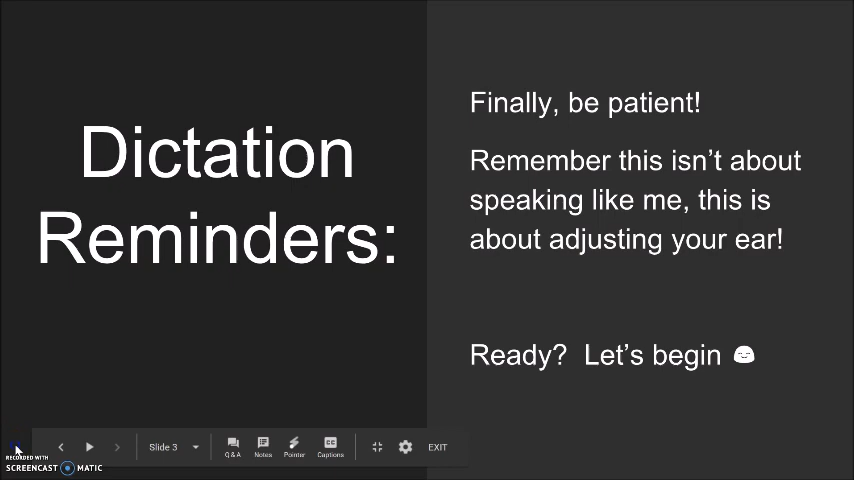 Dictation
Reminders:
Finally, be patient!
Remember this isn’t about
speaking like me, this is
about adjusting your ear!
Ready?  Let’s begin
Slide 3
Q & A
Notes
Pointer
Captions
CC
EXIT
RECORDED WITH
SCREENCAST MATIC